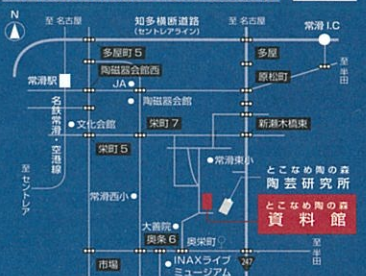 N
至 名古屋
知多横断道路
(セントレアライン)
至 名古屋
常滑 I.C
多屋町 5
多屋
陶磁器会館西
原松町
至 半田
常滑駅
JA
陶磁器会館
名鉄常滑 空港線
文化会館
栄町 7
新瀬木橋東
栄町 5
常滑東小
至 セントレア
とこなめ陶の森
陶芸研究所
常滑西小
とこなめ陶の森
資料館
大善院
奥条 6
奥栄町
至 半田
市場
INAXライブ
ミュージアム
247